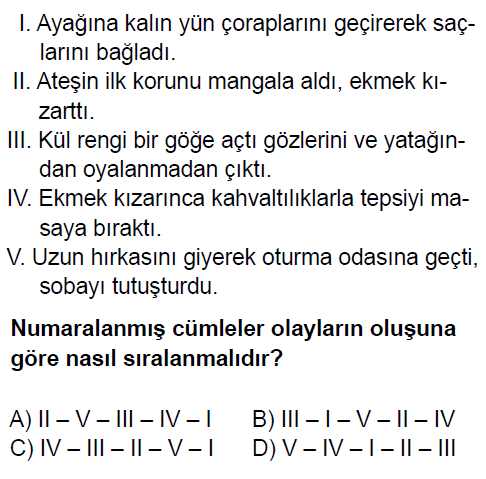 I. Ayağına kalın yün çoraplarını geçirerek saç-
larını bağladı.
II. Ateşin ilk korunu mangala aldı, ekmek kı-
zarttı.
III. Kül rengi bir göğe açtı gözlerini ve yatağın-
dan oyalanmadan çıktı.
IV. Ekmek kızarınca kahvaltılıklarla tepsiyi ma-
saya bıraktı.
V. Uzun hırkasını giyerek oturma odasına geçti,
sobayı tutuşturdu.
Numaralanmış cümleler olayların oluşuna
göre nasıl sıralanmalıdır?
A) II – V – III – IV – I B) III – I – V – II – IV
C) IV – III – II – V – I D) V – IV – I – II – III